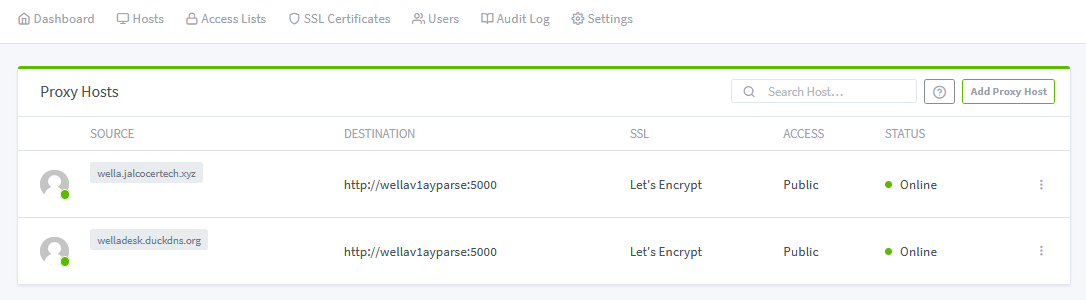 Dashboard Hosts Access Lists SSL Certificates Users Audit Log Settings
Proxy Hosts Search Host... Add Proxy Host
SOURCE DESTINATION SSL ACCESS STATUS
wella.jalcocertech.xyz http://wellav1ayparse:5000 Let's Encrypt Public Online
welladesk.duckdns.org http://wellav1ayparse:5000 Let's Encrypt Public Online